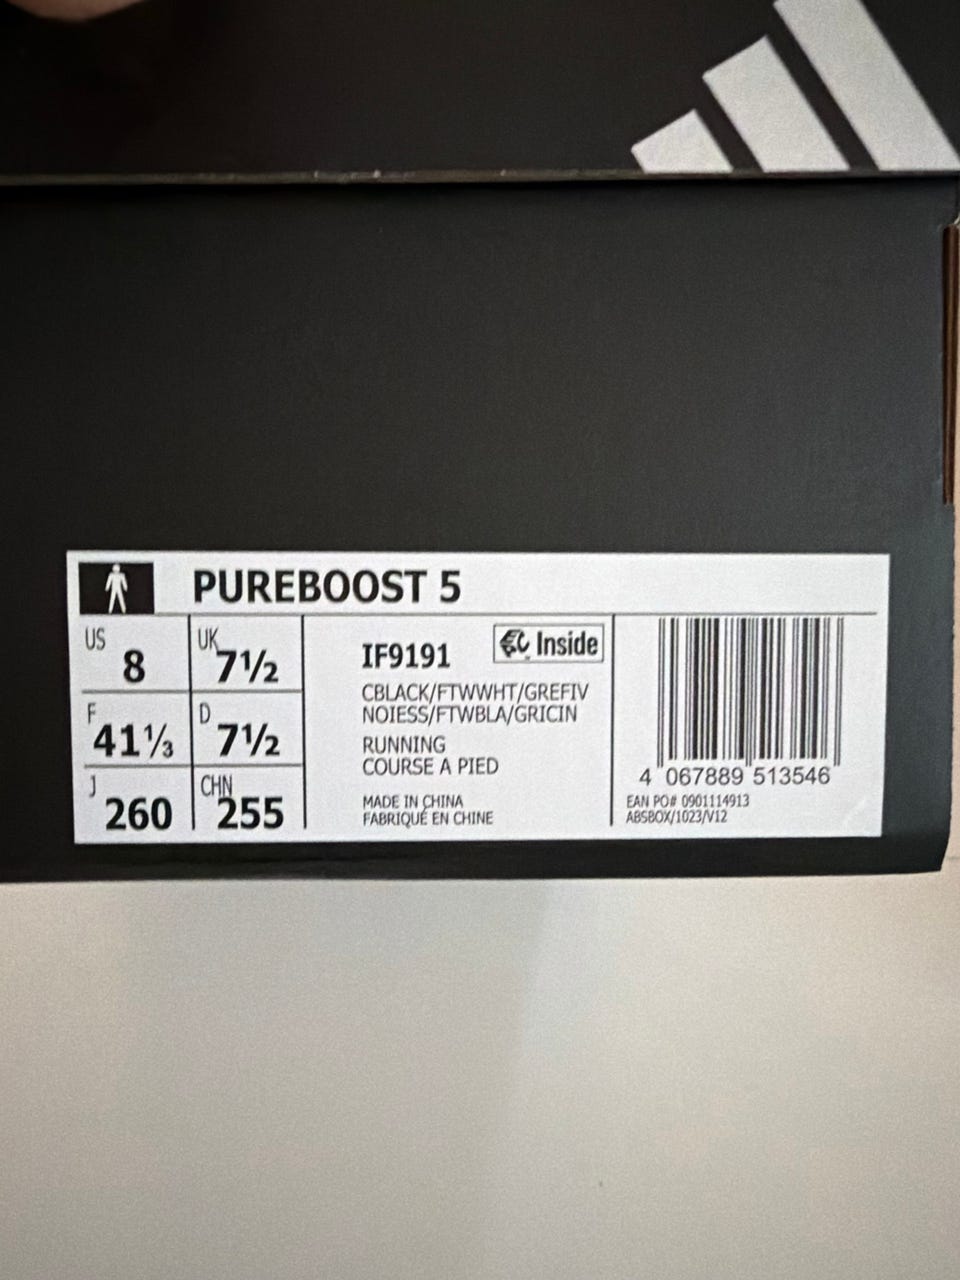 PUREBOOST 5
US 8
UK 7½
F 41⅓
D 7½
J 260
CHN 255
IF9191
Inside
CBLACK/FTWWHT/GREFIV
NOIESS/FTWBLA/GRICIN
RUNNING
COURSE A PIED
MADE IN CHINA
FABRIQUÉ EN CHINE
4 067889 513546
EAN PO# 0901114913
ABSBOX/1023/V12